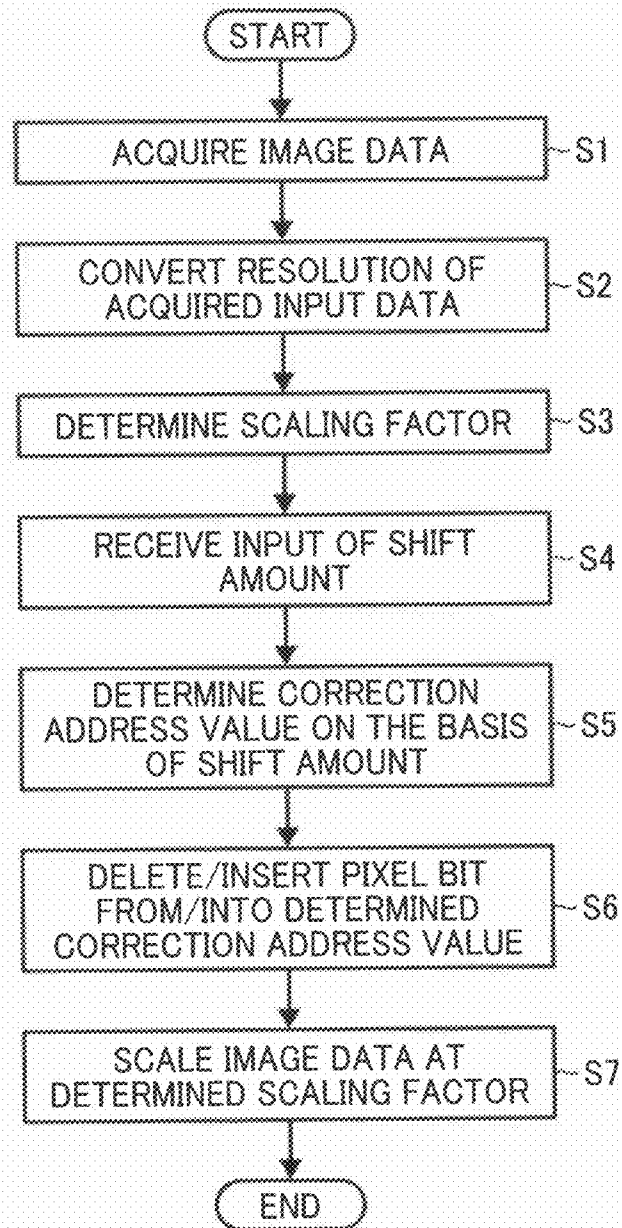 START
ACQUIRE IMAGE DATA
S1
CONVERT RESOLUTION OF
ACQUIRED INPUT DATA
S2
DETERMINE SCALING FACTOR
S3
RECEIVE INPUT OF SHIFT
AMOUNT
S4
DETERMINE CORRECTION
ADDRESS VALUE ON THE BASIS
OF SHIFT AMOUNT
S5
DELETE/INSERT PIXEL BIT
FROM/INTO DETERMINED
CORRECTION ADDRESS VALUE
S6
SCALE IMAGE DATA AT
DETERMINED SCALING FACTOR
S7
END